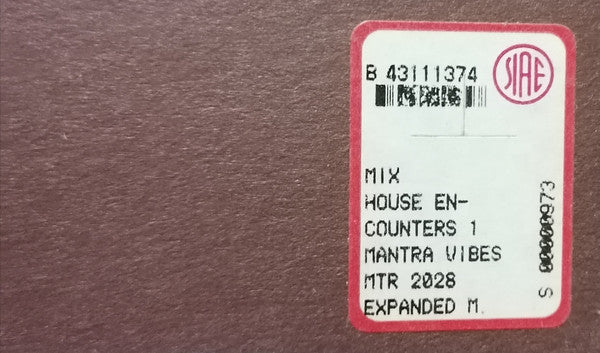 SIAE
B 43111374
MIX
HOUSE EN-
COUNTERS 1
MANTRA VIBES
MTR 2028
EXPANDED M.
S 00000973